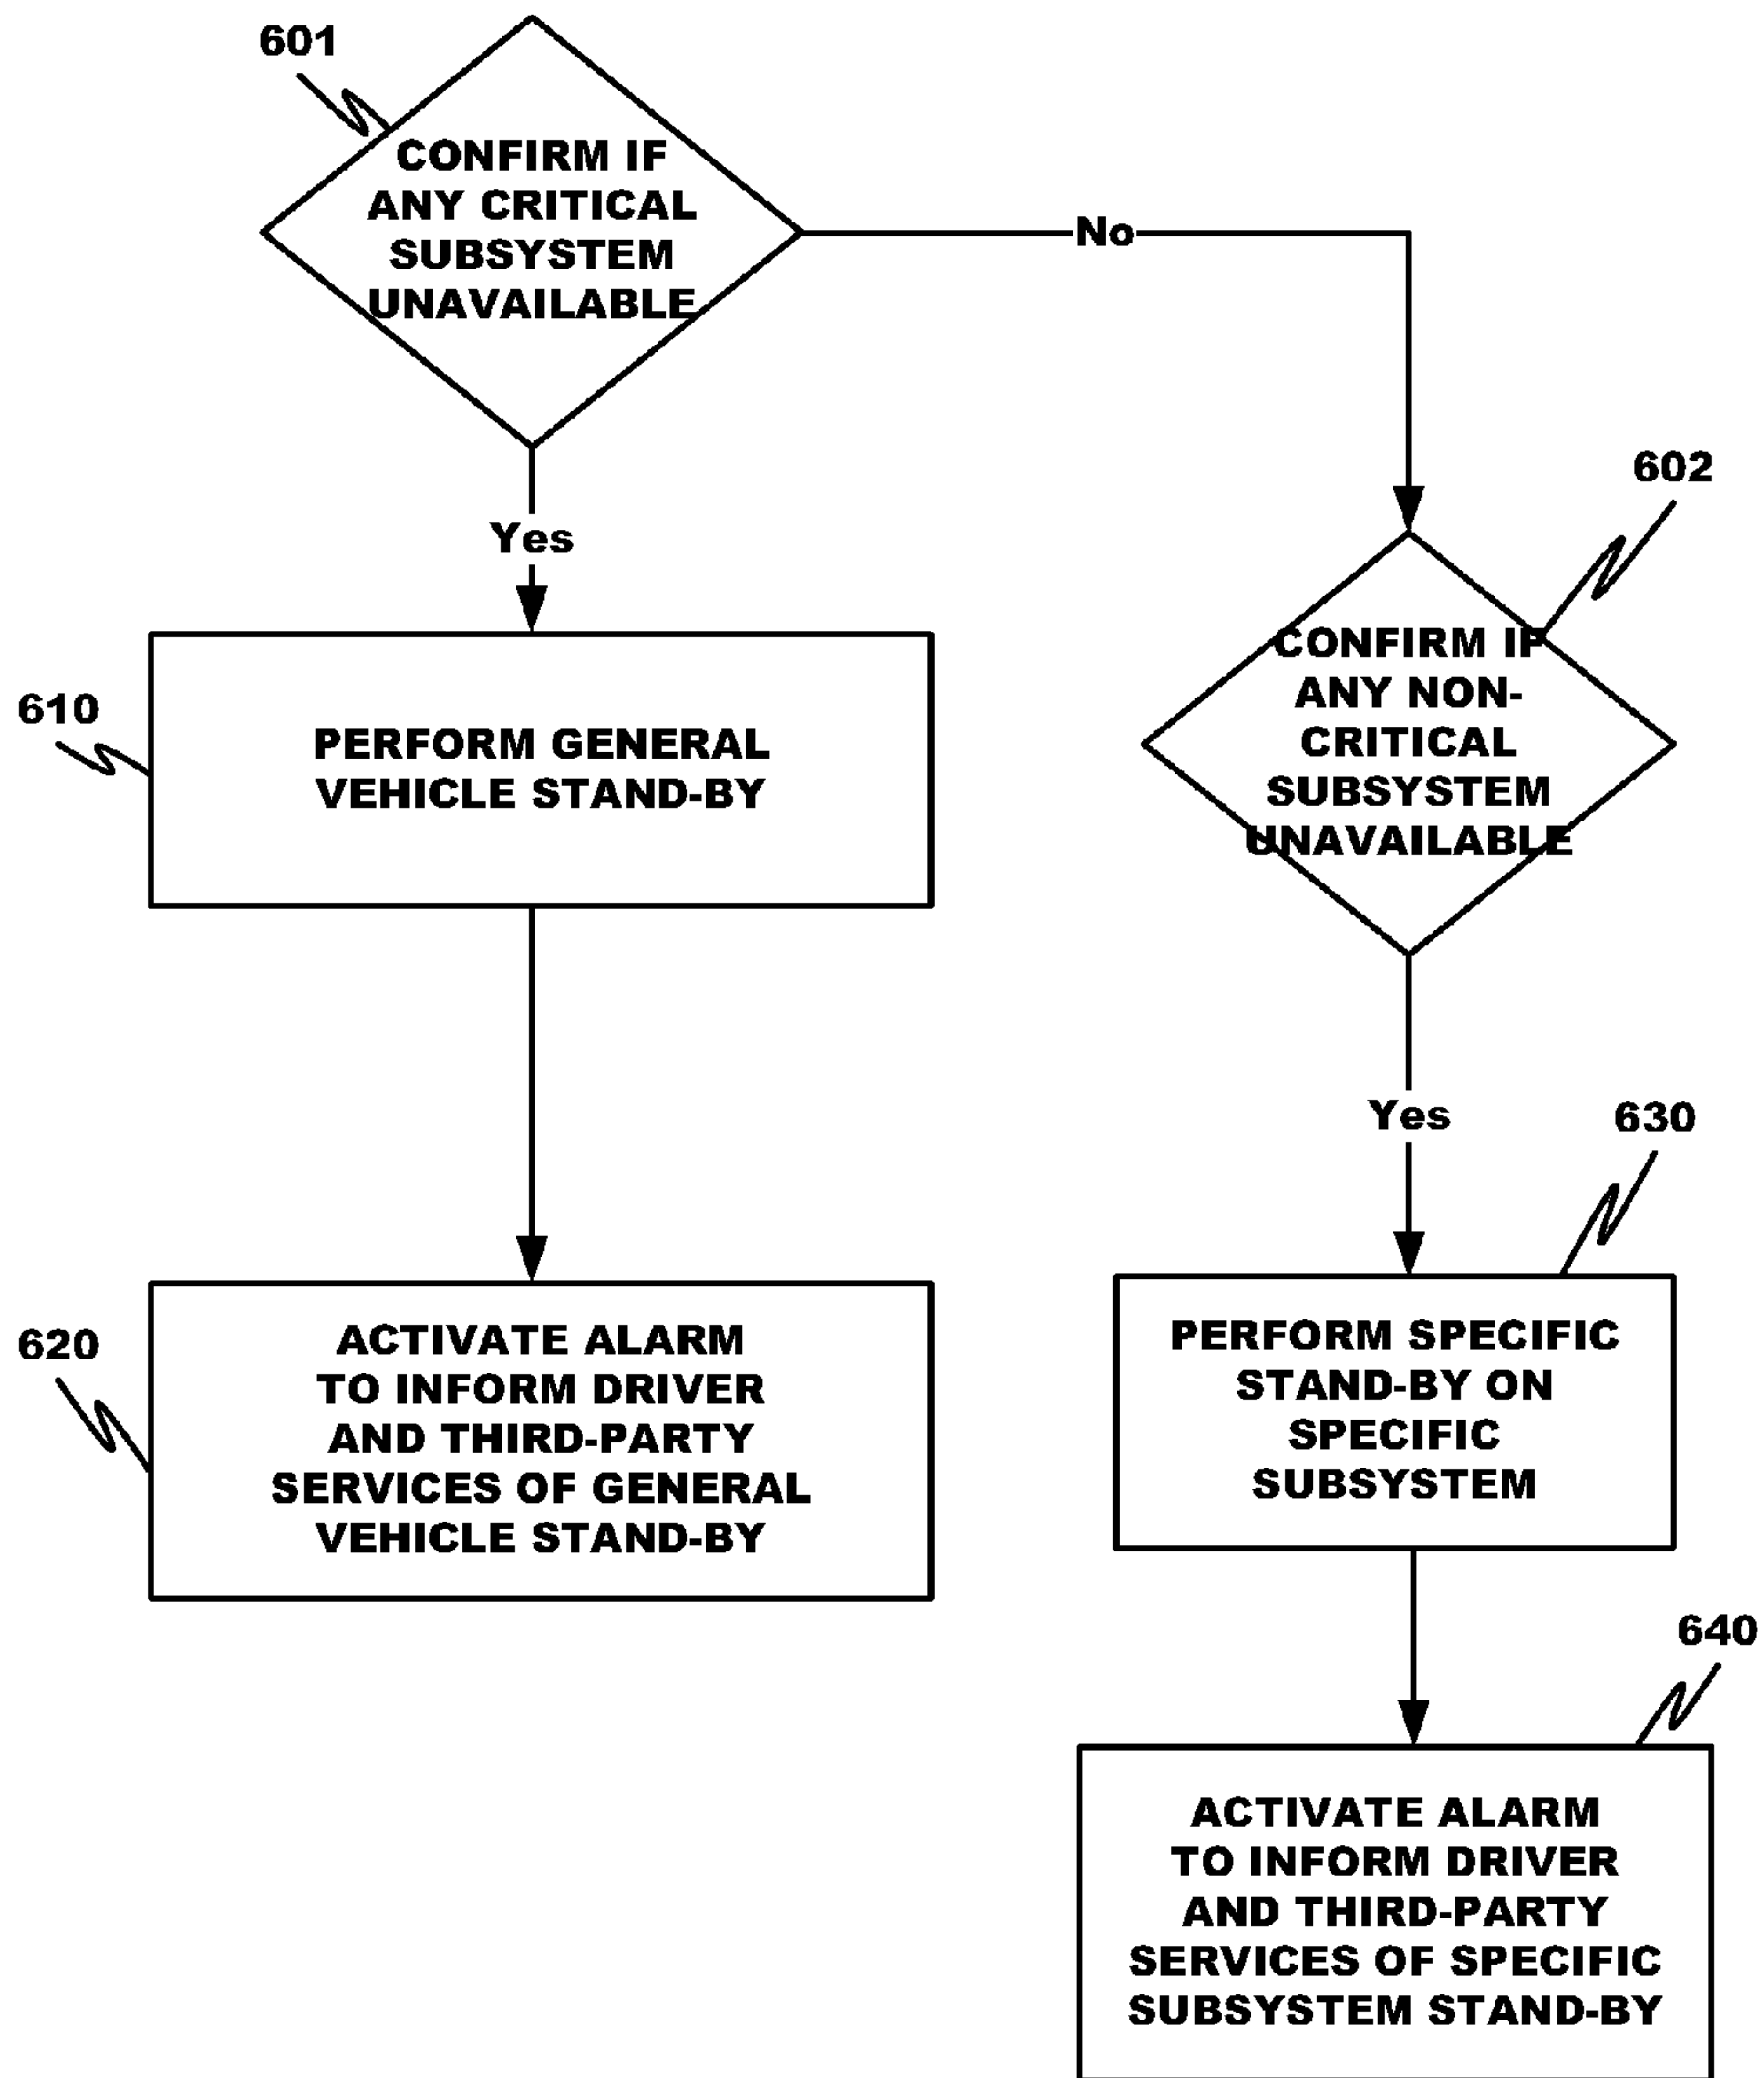 601
CONFIRM IF
ANY CRITICAL
SUBSYSTEM
UNAVAILABLE
No
Yes
602
CONFIRM IF
ANY NON-
CRITICAL
SUBSYSTEM
UNAVAILABLE
610
PERFORM GENERAL
VEHICLE STAND-BY
Yes
630
620
ACTIVATE ALARM
TO INFORM DRIVER
AND THIRD-PARTY
SERVICES OF GENERAL
VEHICLE STAND-BY
PERFORM SPECIFIC
STAND-BY ON
SPECIFIC
SUBSYSTEM
640
ACTIVATE ALARM
TO INFORM DRIVER
AND THIRD-PARTY
SERVICES OF SPECIFIC
SUBSYSTEM STAND-BY